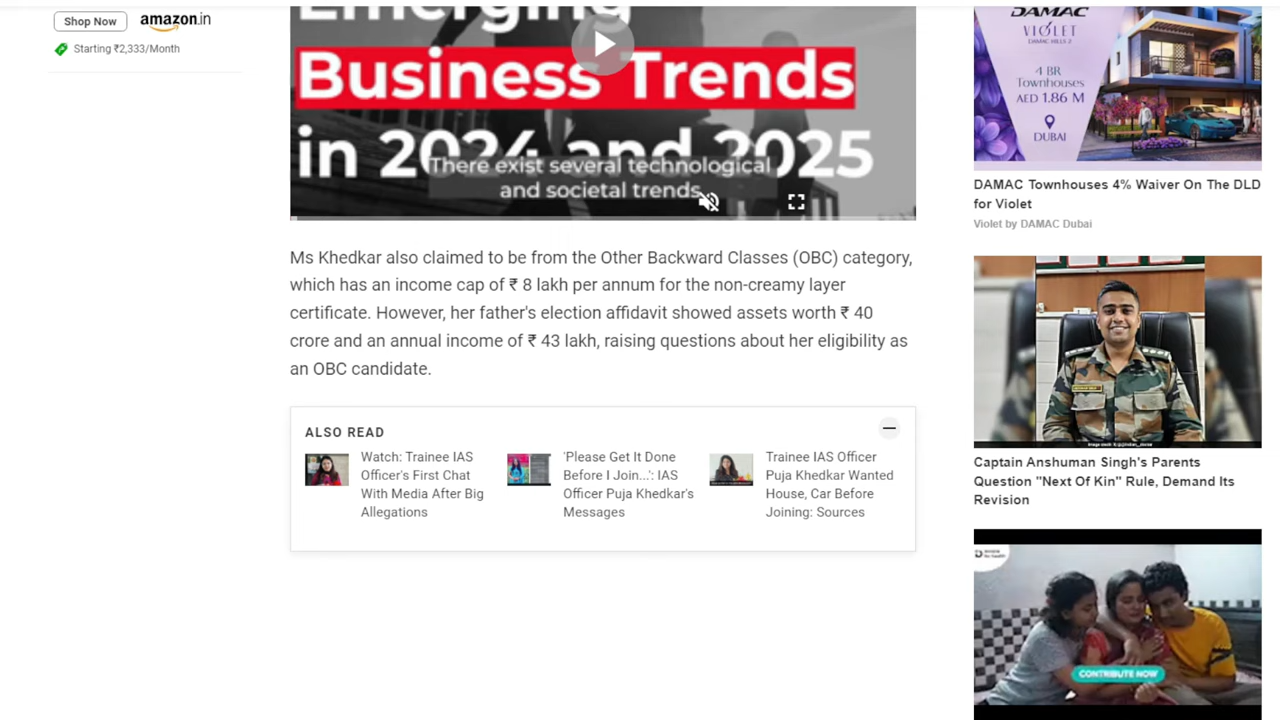 Shop Now
amazon.in
Starting ₹2,333/Month
Emerging
Business Trends
in 2024 and 2025
There exist several technological
and societal trends
Ms Khedkar also claimed to be from the Other Backward Classes (OBC) category,
which has an income cap of ₹ 8 lakh per annum for the non-creamy layer
certificate. However, her father's election affidavit showed assets worth ₹ 40
crore and an annual income of ₹ 43 lakh, raising questions about her eligibility as
an OBC candidate.
ALSO READ
Watch: Trainee IAS
Officer's First Chat
With Media After Big
Allegations
'Please Get It Done
Before I Join...': IAS
Officer Puja Khedkar's
Messages
Trainee IAS Officer
Puja Khedkar Wanted
House, Car Before
Joining: Sources
DAMAC
VIOLET
DAMAC HILLS 2
4 BR
Townhouses
AED 1.86 M
DUBAI
DAMAC Townhouses 4% Waiver On The DLD
for Violet
Violet by DAMAC Dubai
Captain Anshuman Singh's Parents
Question "Next Of Kin" Rule, Demand Its
Revision
CONTRIBUTE NOW